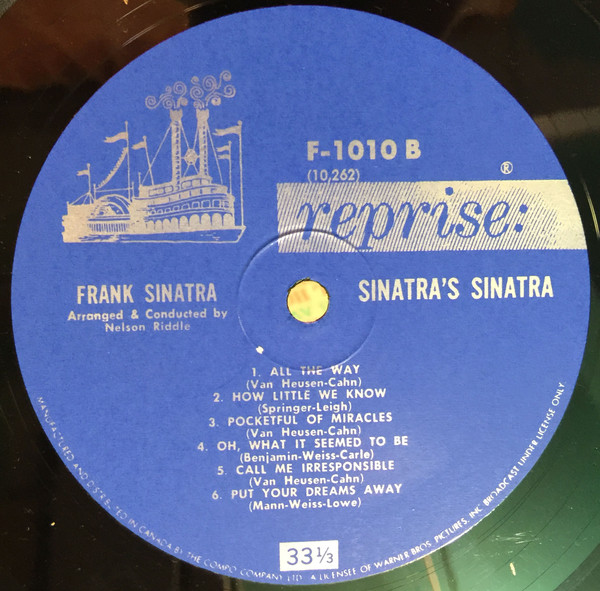 F-1010 B
(10,262)
®
reprise:
FRANK SINATRA
Arranged & Conducted by
Nelson Riddle
SINATRA'S SINATRA
1. ALL THE WAY
(Van Heusen-Cahn)
2. HOW LITTLE WE KNOW
(Springer-Leigh)
3. POCKETFUL OF MIRACLES
(Van Heusen-Cahn)
4. OH, WHAT IT SEEMED TO BE
(Benjamin-Weiss-Carle)
5. CALL ME IRRESPONSIBLE
(Van Heusen-Cahn)
6. PUT YOUR DREAMS AWAY
(Mann-Weiss-Lowe)
33⅓
MANUFACTURED AND DISTRIBUTED IN CANADA BY THE COMPO COMPANY LTD. A LICENSEE OF WARNER BROS. PICTURES, INC. BROADCAST UNDER LICENSE ONLY.